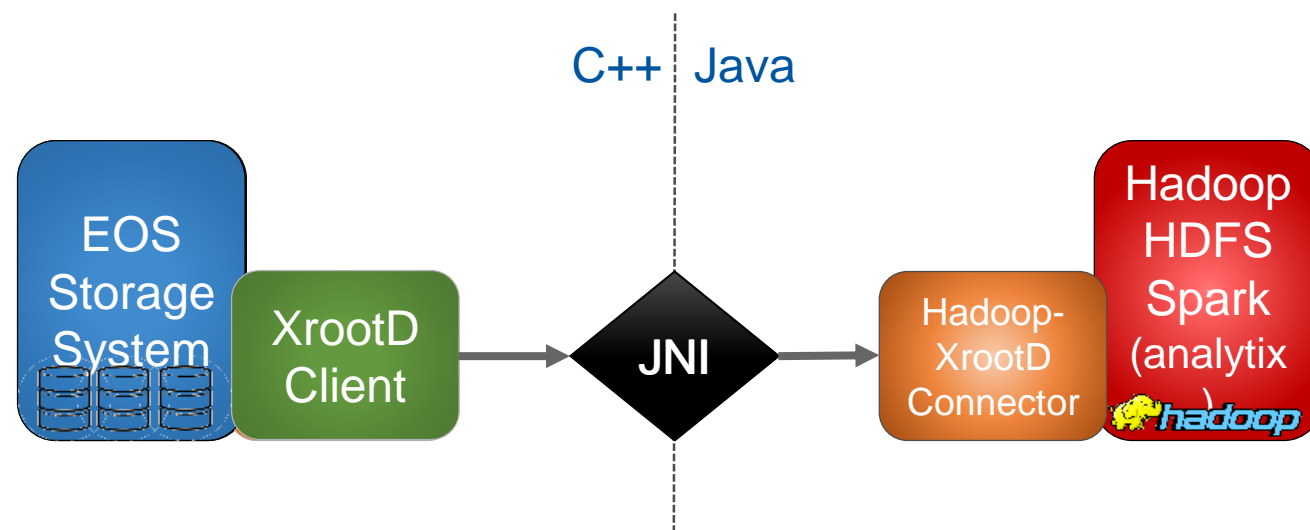 C++ Java
EOS
Storage
System
XrootD
Client
JNI
Hadoop-
XrootD
Connector
Hadoop
HDFS
Spark
(analytix
)
hadoop